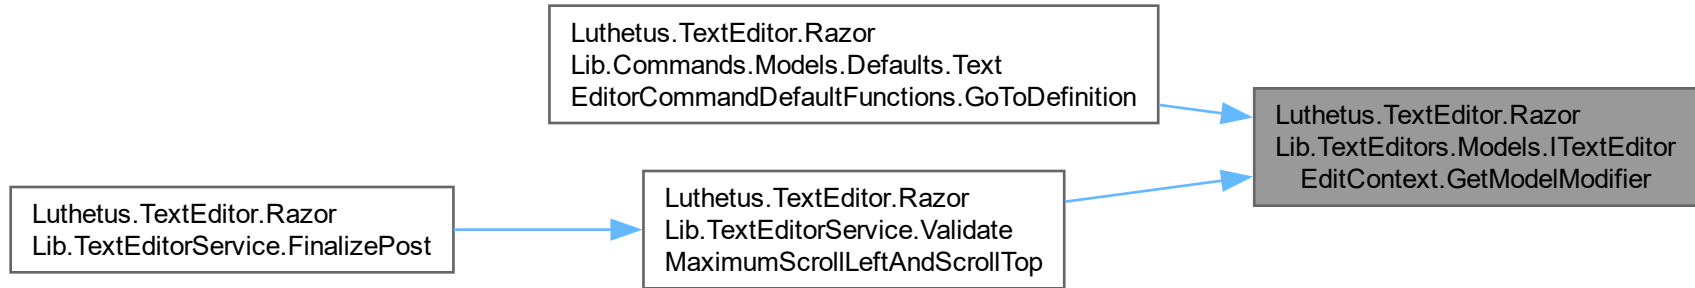 Luthetus.TextEditor.Razor
Lib.Commands.Models.Defaults.Text
EditorCommandDefaultFunctions.GoToDefinition
Luthetus.TextEditor.Razor
Lib.TextEditors.Models.ITextEditor
EditContext.GetModelModifier
Luthetus.TextEditor.Razor
Lib.TextEditorService.Validate
MaximumScrollLeftAndScrollTop
Luthetus.TextEditor.Razor
Lib.TextEditorService.FinalizePost